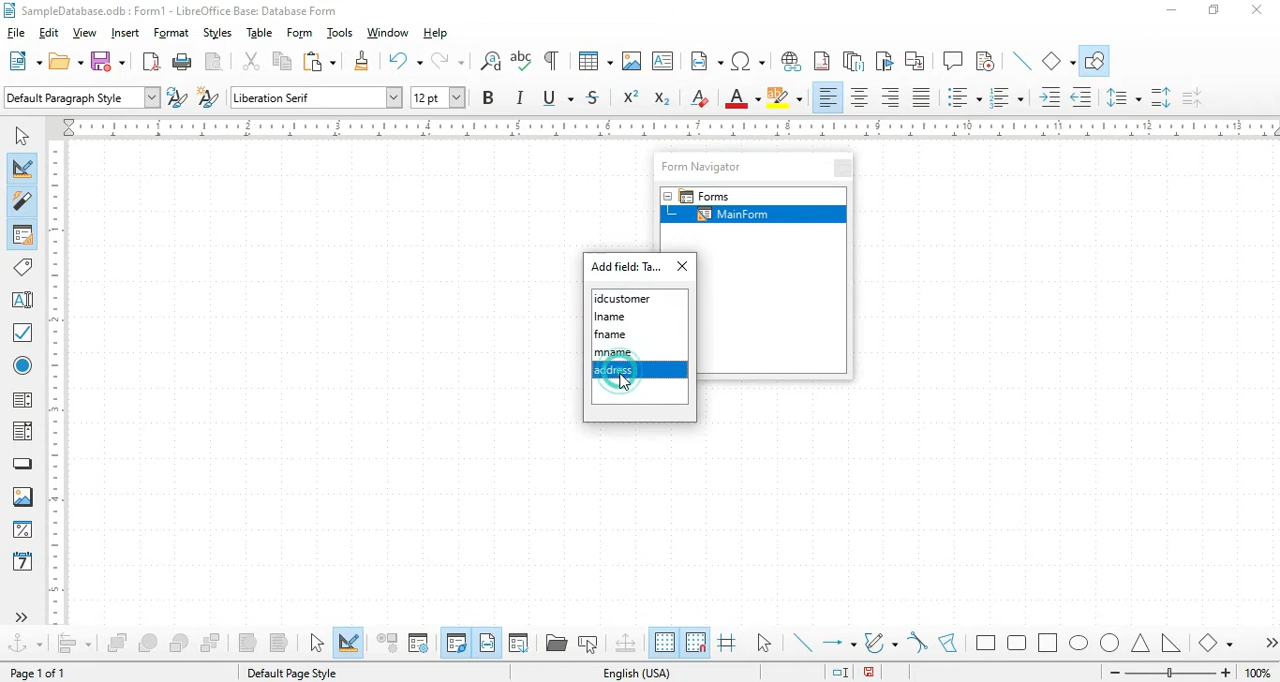 SampleDatabase.odb : Form1 - LibreOffice Base: Database Form
File Edit View Insert Format Styles Table Form Tools Window Help
Default Paragraph Style Liberation Serif 12 pt
Form Navigator
Forms
MainForm
Add field: Ta...
idcustomer
lname
fname
mname
address
Page 1 of 1 Default Page Style English (USA) 100%